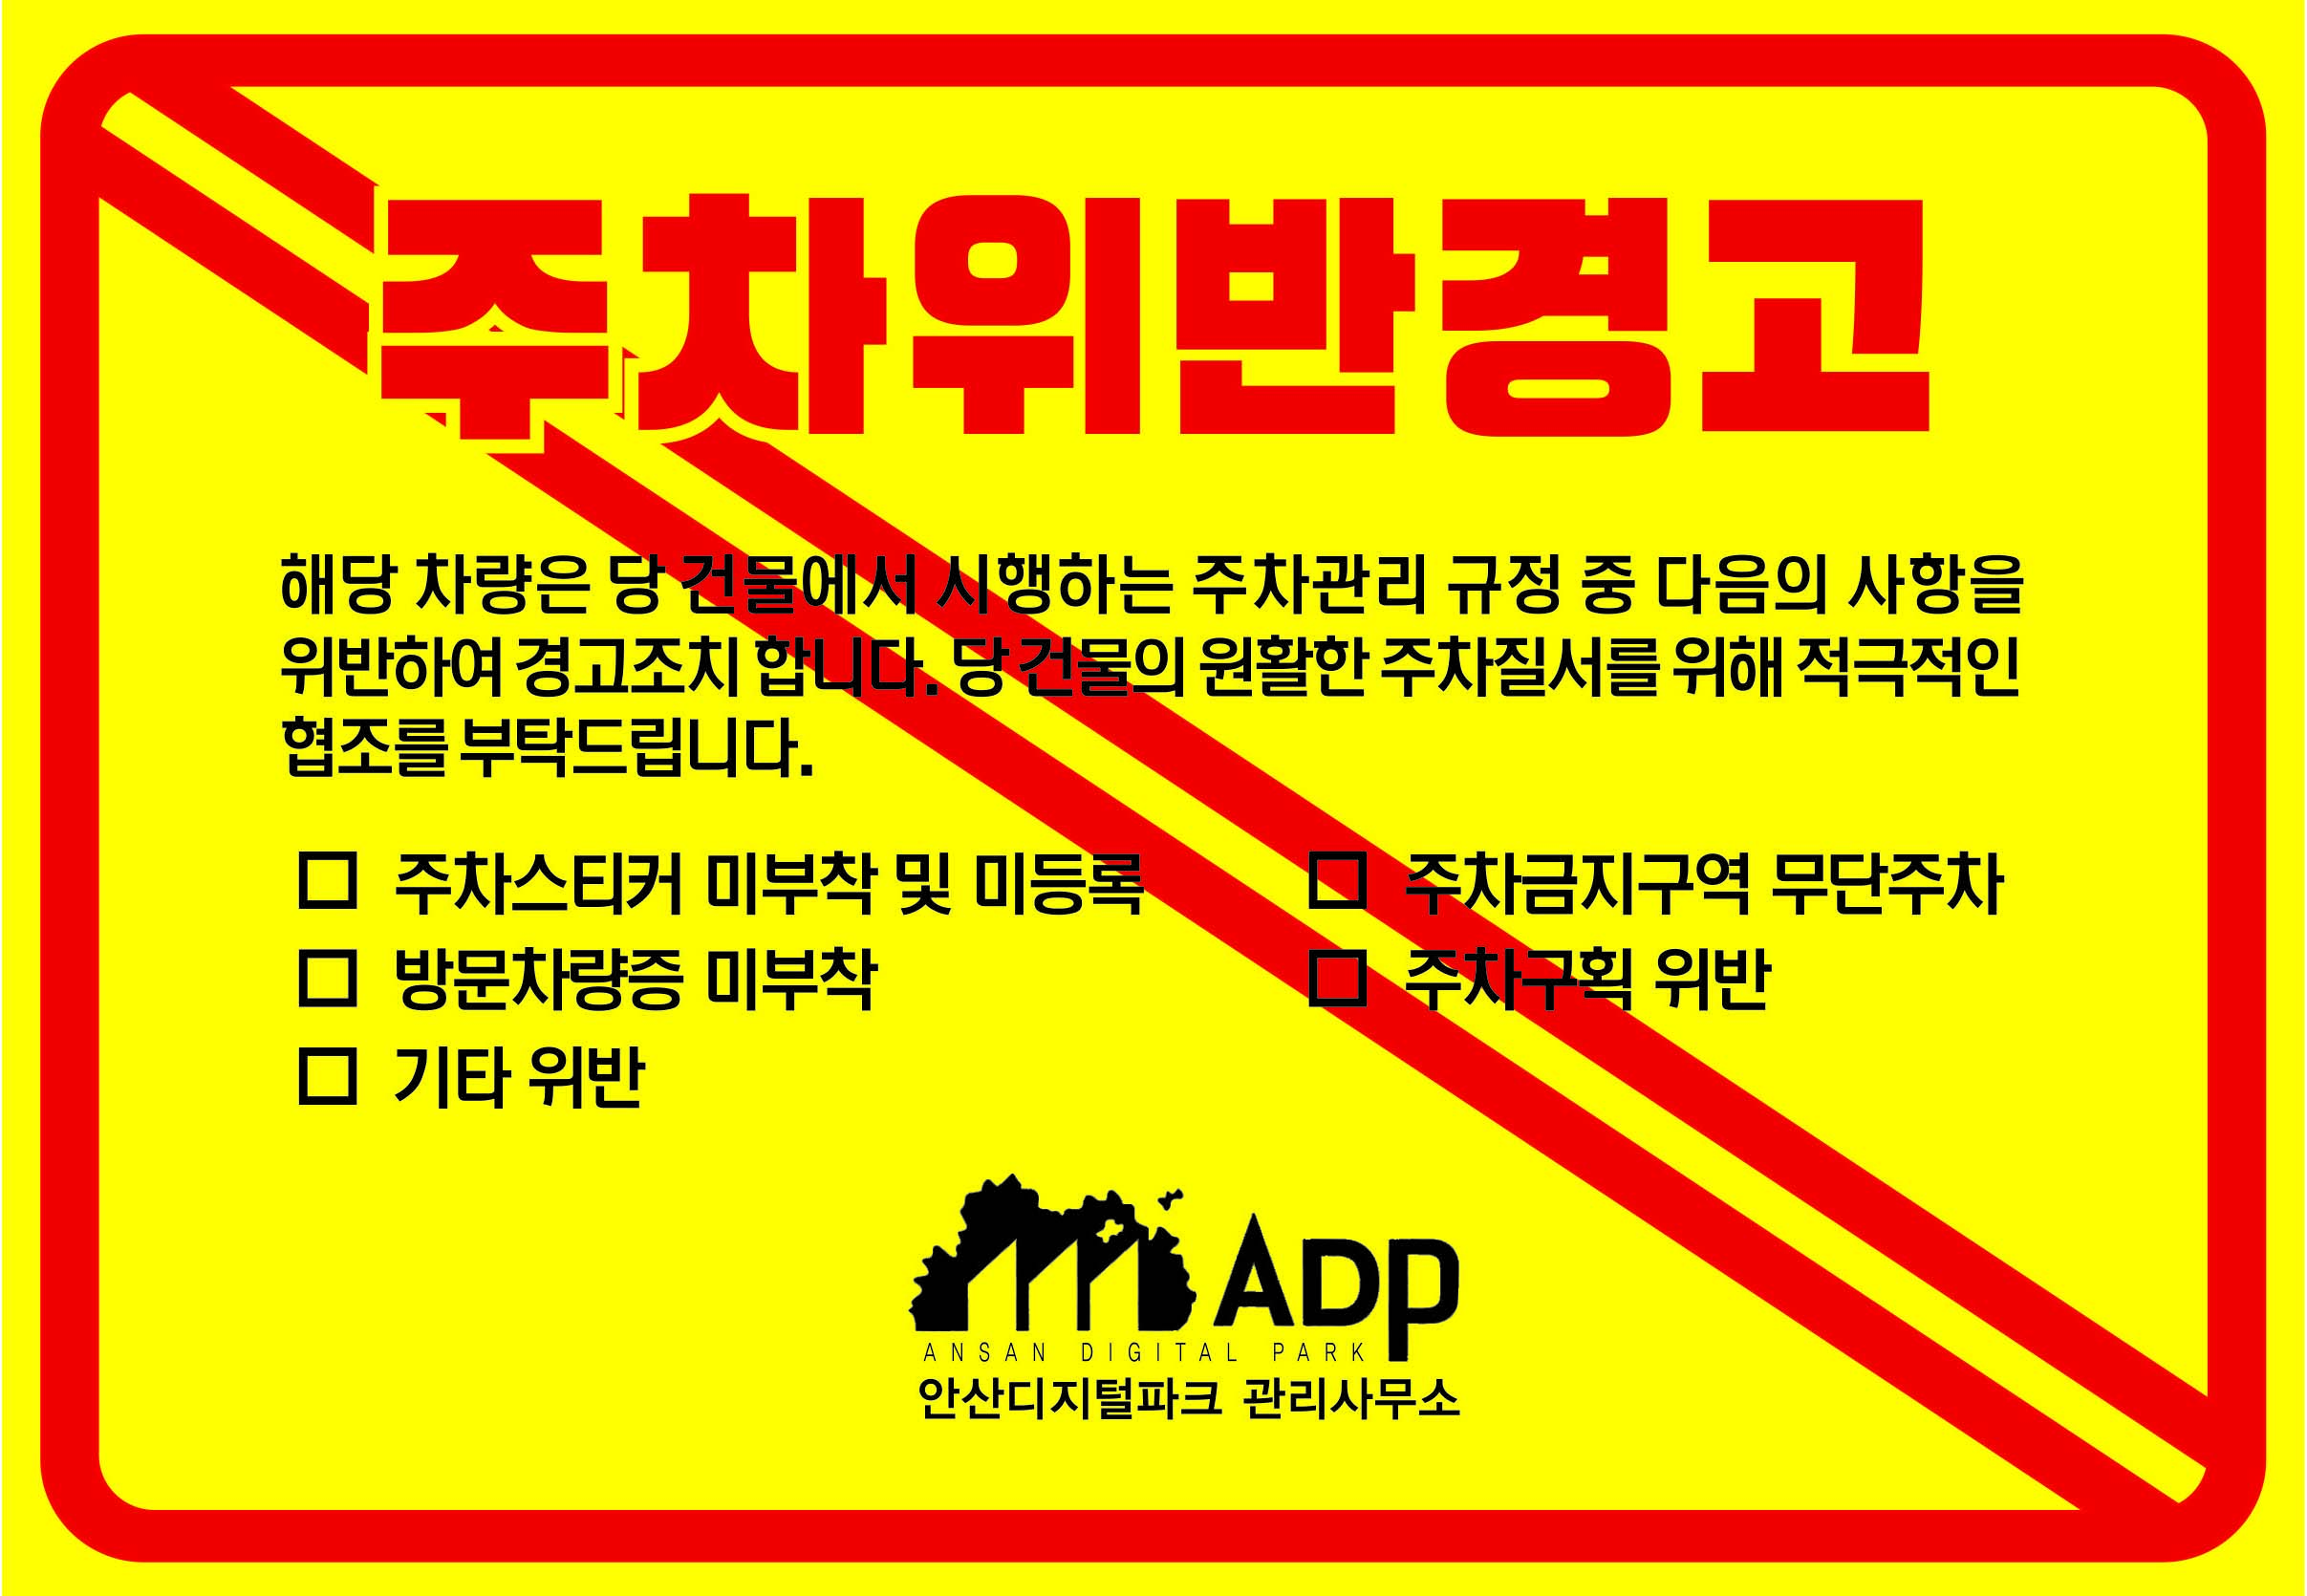 주차위반경고
해당 차량은 당 건물에서 시행하는 주차관리 규정 중 다음의 사항을
위반하여 경고조치 합니다. 당건물의 원활한 주차질서를 위해 적극적인
협조를 부탁드립니다.
□ 주차스티커 미부착 및 미등록 □ 주차금지구역 무단주차
□ 방문차량증 미부착 □ 주차구획 위반
□ 기타 위반
ADP
ANSAN DIGITAL PARK
안산디지털파크 관리사무소